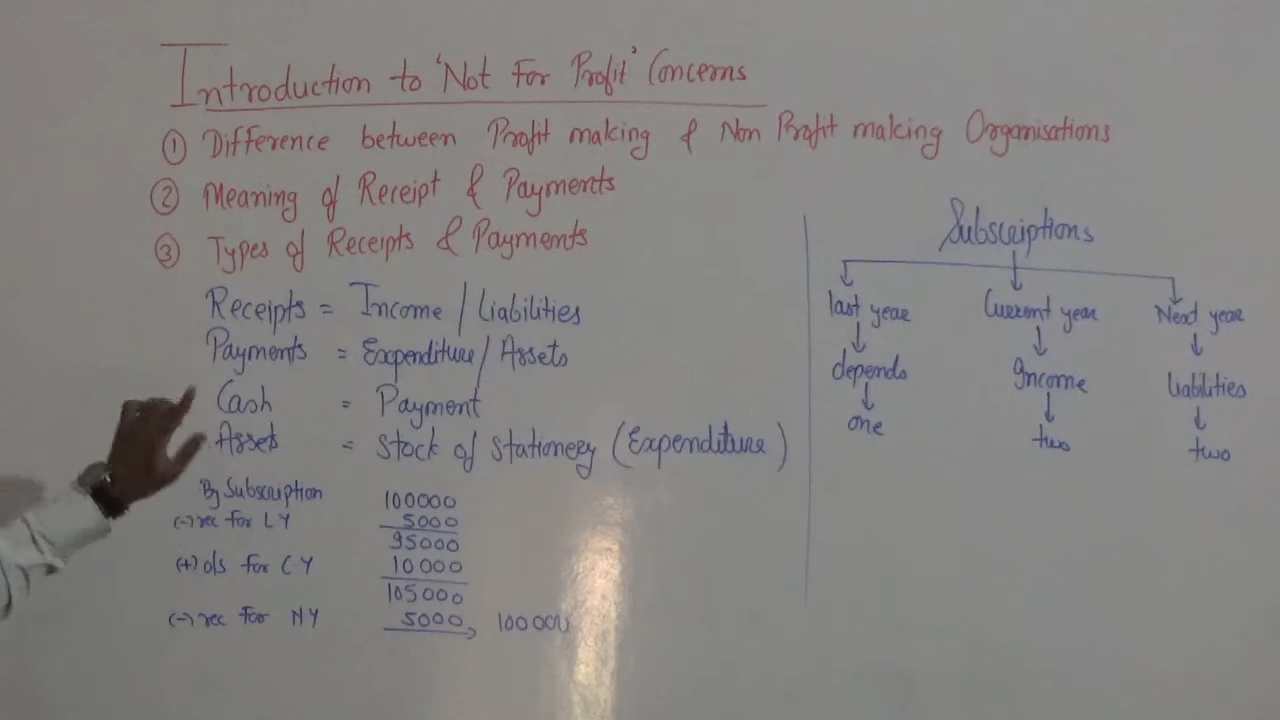 Introduction to 'Not For Profit' Concerns
① Difference between Profit making & Non Profit making Organisations
② Meaning of Receipt & Payments
③ Types of Receipts & Payments
Receipts = Income / Liabilities
Payments = Expenditure / Assets
Cash = Payment
Assets = Stock of Stationery (Expenditure)
By Subscription 100000
(-) rec for LY 5000
95000
(+) o/s for CY 10000
105000
(-) rec for NY 5000, 100000
Subscriptions
last year Current year Next year
depends Income liabilities
one two two